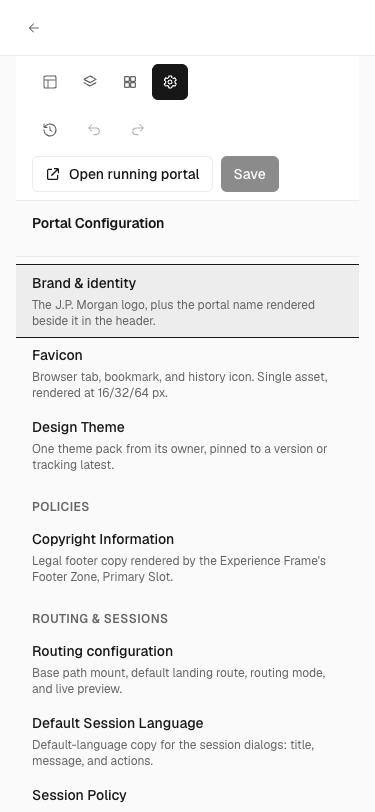 Open running portal
Save
Portal Configuration
Brand & identity
The J.P. Morgan logo, plus the portal name rendered
beside it in the header.
Favicon
Browser tab, bookmark, and history icon. Single asset,
rendered at 16/32/64 px.
Design Theme
One theme pack from its owner, pinned to a version or
tracking latest.
POLICIES
Copyright Information
Legal footer copy rendered by the Experience Frame's
Footer Zone, Primary Slot.
ROUTING & SESSIONS
Routing configuration
Base path mount, default landing route, routing mode,
and live preview.
Default Session Language
Default-language copy for the session dialogs: title,
message, and actions.
Session Policy